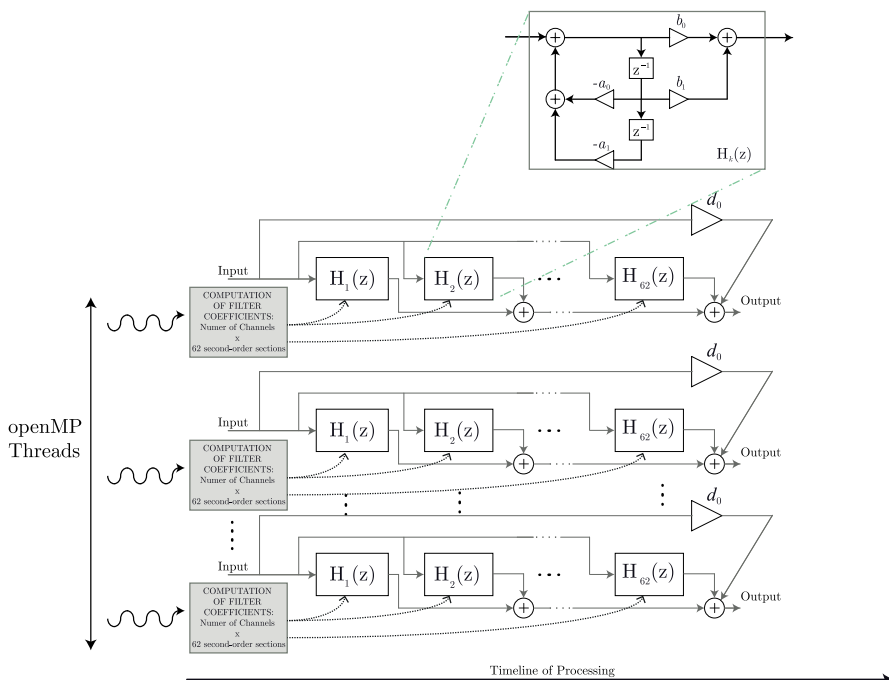 b₀
z⁻¹
-a₀
b₁
z⁻¹
-a₁
Hₖ(z)
d₀
Input
H₁(z)
H₂(z)
H₆₂(z)
Output
COMPUTATION
OF FILTER
COEFFICIENTS:
Numer of Channels
x
62 second-order sections
d₀
Input
H₁(z)
H₂(z)
H₆₂(z)
Output
COMPUTATION
OF FILTER
COEFFICIENTS:
Numer of Channels
x
62 second-order sections
openMP
Threads
d₀
Input
H₁(z)
H₂(z)
H₆₂(z)
Output
COMPUTATION
OF FILTER
COEFFICIENTS:
Numer of Channels
x
62 second-order sections
Timeline of Processing